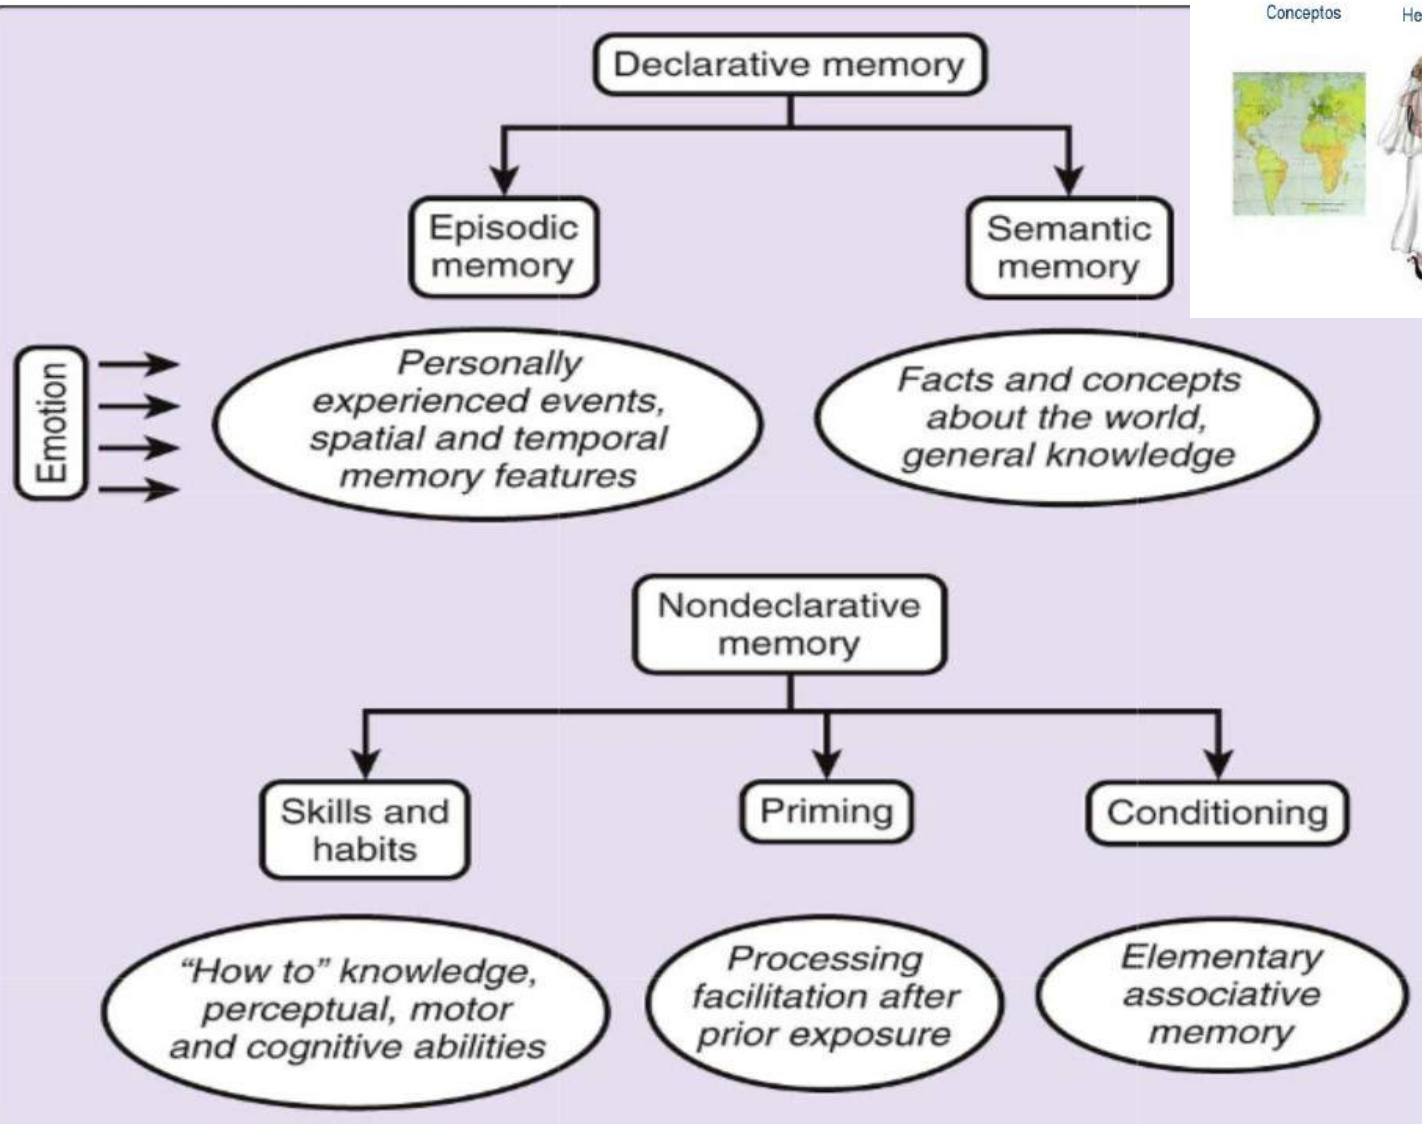 Conceptos
He
Declarative memory
Episodic
memory
Semantic
memory
Emotion
Personally
experienced events,
spatial and temporal
memory features
Facts and concepts
about the world,
general knowledge
Nondeclarative
memory
Skills and
habits
Priming
Conditioning
“How to” knowledge,
perceptual, motor
and cognitive abilities
Processing
facilitation after
prior exposure
Elementary
associative
memory